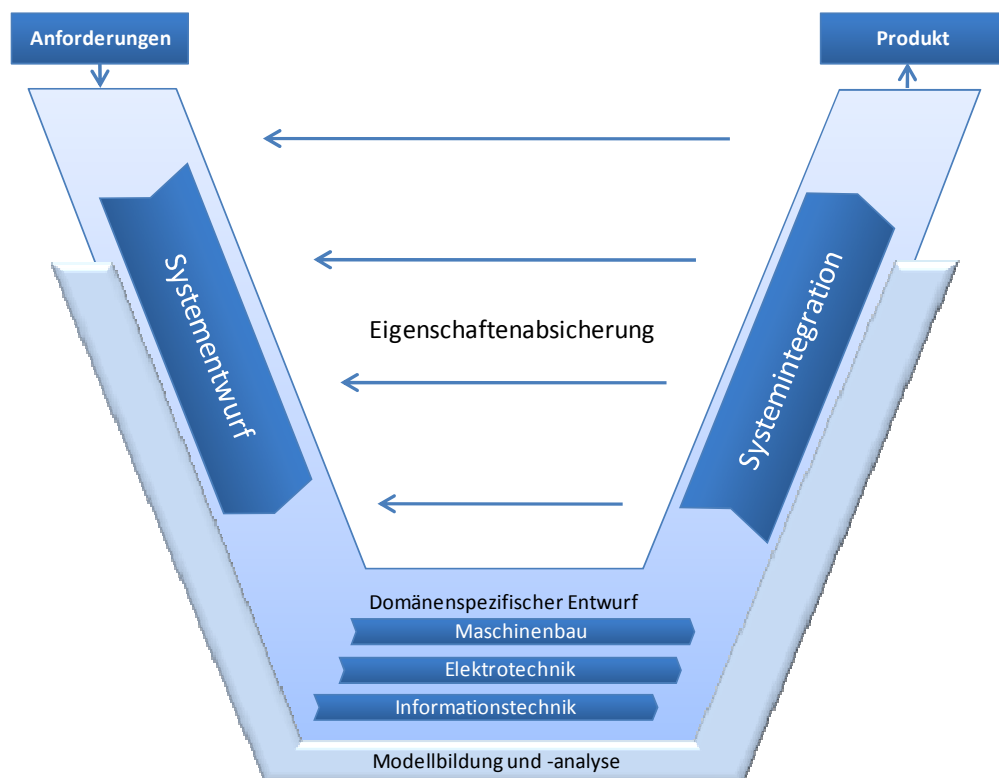 Anforderungen
Produkt
Systementwurf
Eigenschaftenabsicherung
Systemintegration
Domänenspezifischer Entwurf
Maschinenbau
Elektrotechnik
Informationstechnik
Modellbildung und -analyse